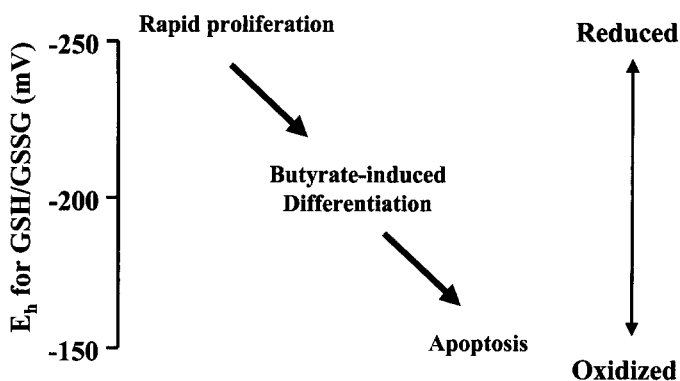 Rapid proliferation
Reduced
-250
Butyrate-induced
Differentiation
-200
Apoptosis
-150
Oxidized
Eh for GSH/GSSG (mV)